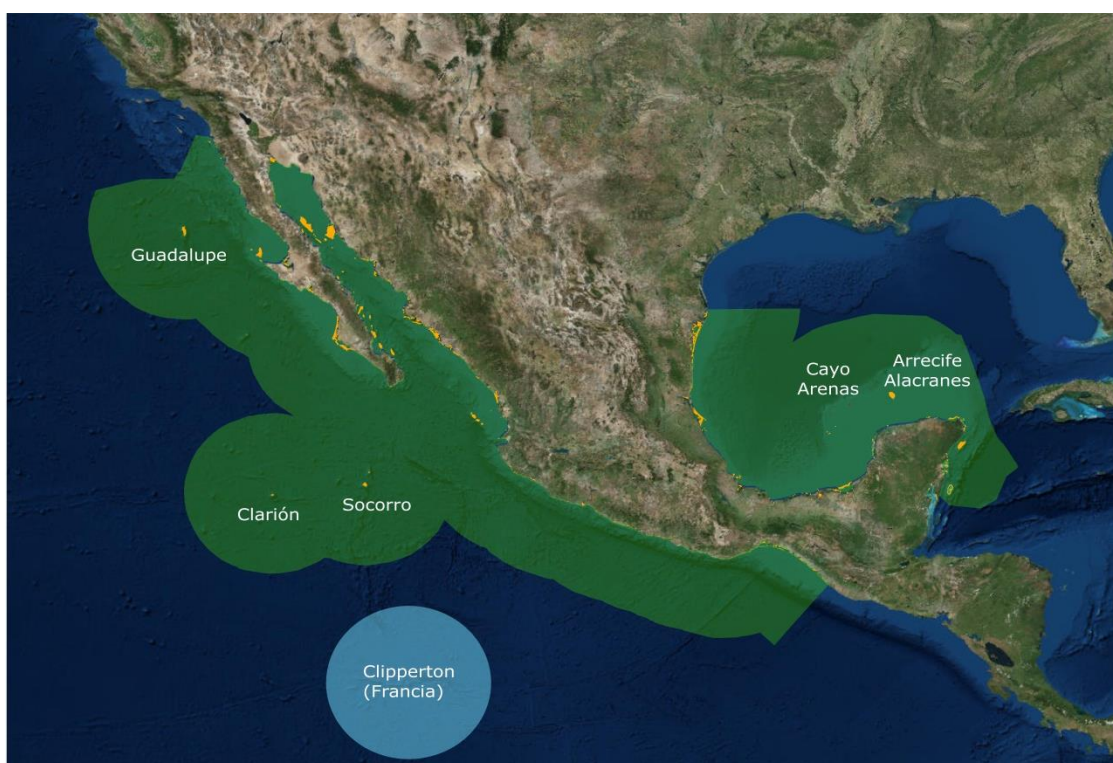 Guadalupe
Cayo
Arenas
Arrecife
Alacranes
Clarión
Socorro
Clipperton
(Francia)